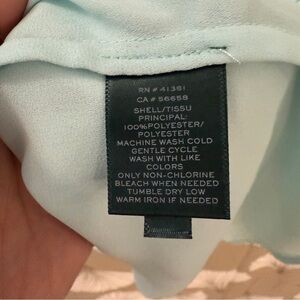 RN # 41381
CA # 56658
SHELL/TISSU
PRINCIPAL:
100%POLYESTER/
POLYESTER
MACHINE WASH COLD
GENTLE CYCLE
WASH WITH LIKE
COLORS
ONLY NON-CHLORINE
BLEACH WHEN NEEDED
TUMBLE DRY LOW
WARM IRON IF NEEDED